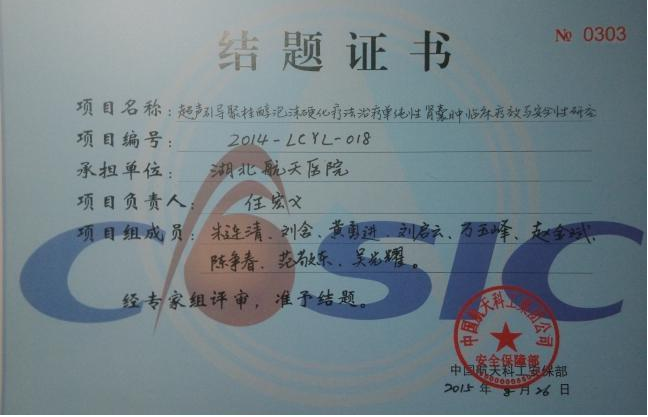 结题证书
№ 0303
项目名称：超声引导聚桂醇泡沫硬化疗法治疗单纯性肾囊肿临床疗效与安全性研究
项目编号：2014-LCYL-018
承担单位：湖北航天医院
项目负责人：任宏义
项目组成员：朱连清、刘念、黄勇进、刘启云、万玉峰、赵金斌、
陈争春、范敬东、吴光耀。
经专家组评审，准予结题。
CASIC
中国航天科工集团公司
安全保障部
中国航天科工安保部
2015年8月26日